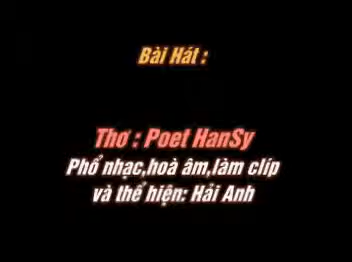 Bài Hát :
Thơ : Poet HanSy
Phổ nhạc,hoà âm,làm clíp
và thể hiện: Hải Anh